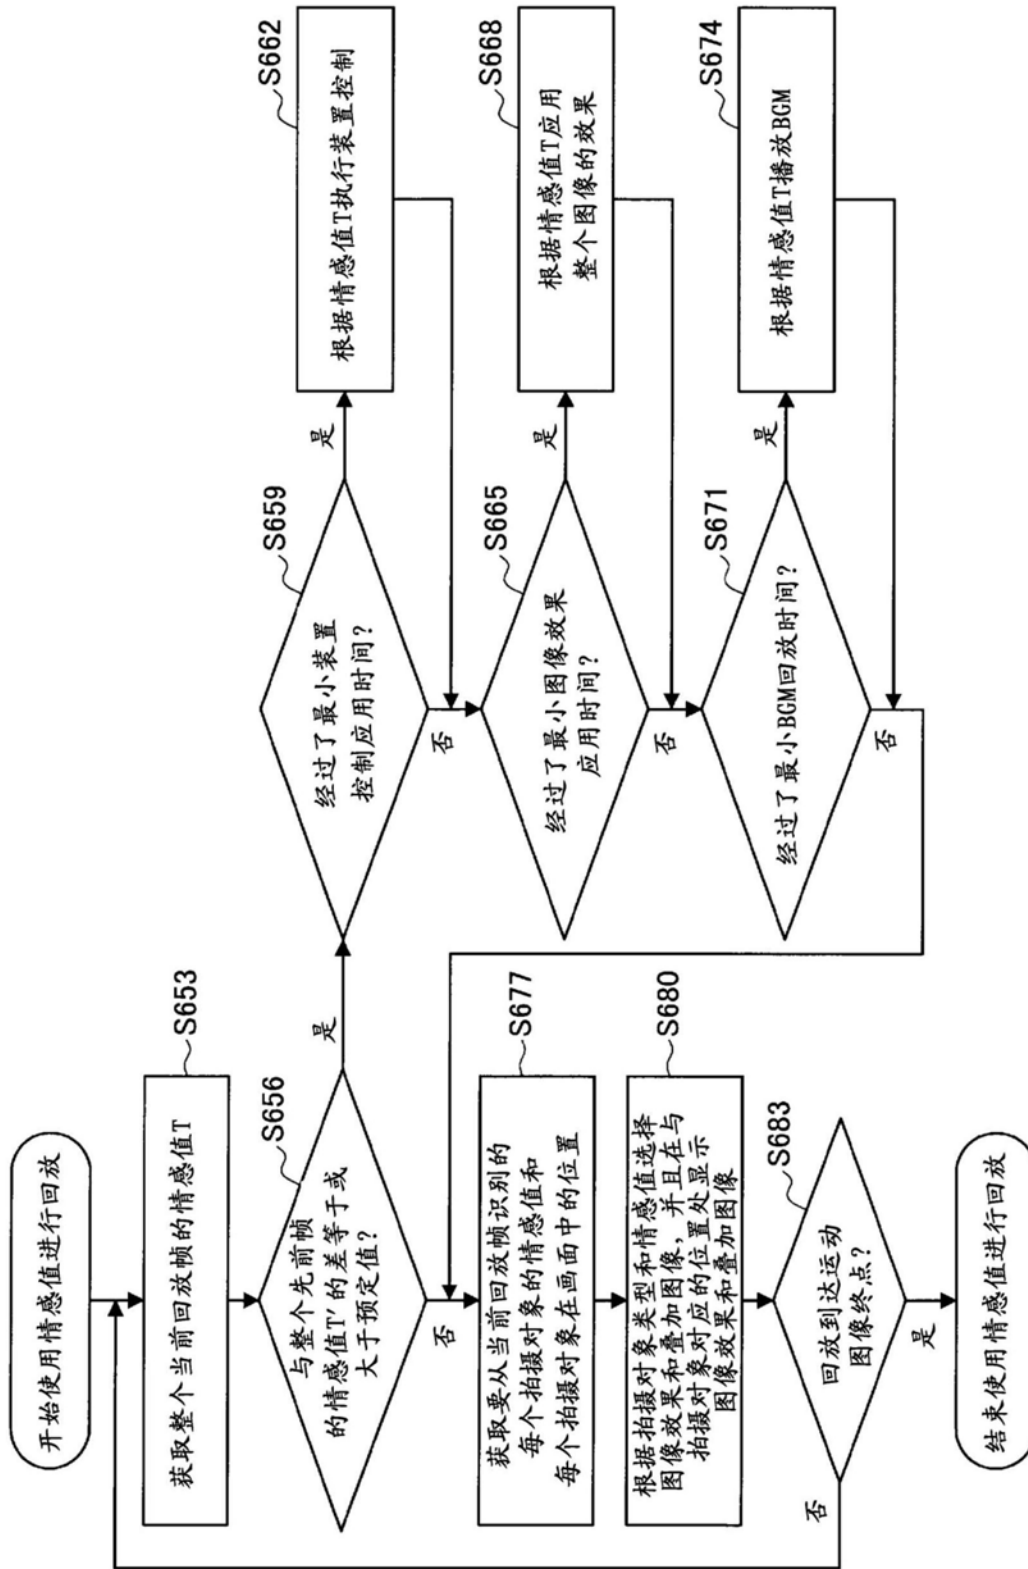 开始使用情感值进行回放
S653
获取整个当前回放帧的情感值T
S656
与整个先前帧
的情感值T'的差等于或
大于预定值？
是
否
S659
经过了最小装置
控制应用时间？
是
否
S662
根据情感值T执行装置控制
S665
经过了最小图像效果
应用时间？
是
否
S668
根据情感值T应用
整个图像的效果
S671
经过了最小BGM回放时间？
是
否
S674
根据情感值T播放BGM
S677
获取要从当前回放帧识别的
每个拍摄对象的情感值和
每个拍摄对象在画面中的位置
S680
根据拍摄对象类型和情感值选择
图像效果和叠加图像，并且在与
拍摄对象对应的位置处显示
图像效果和叠加图像
S683
回放到达运动
图像终点？
否
是
结束使用情感值进行回放